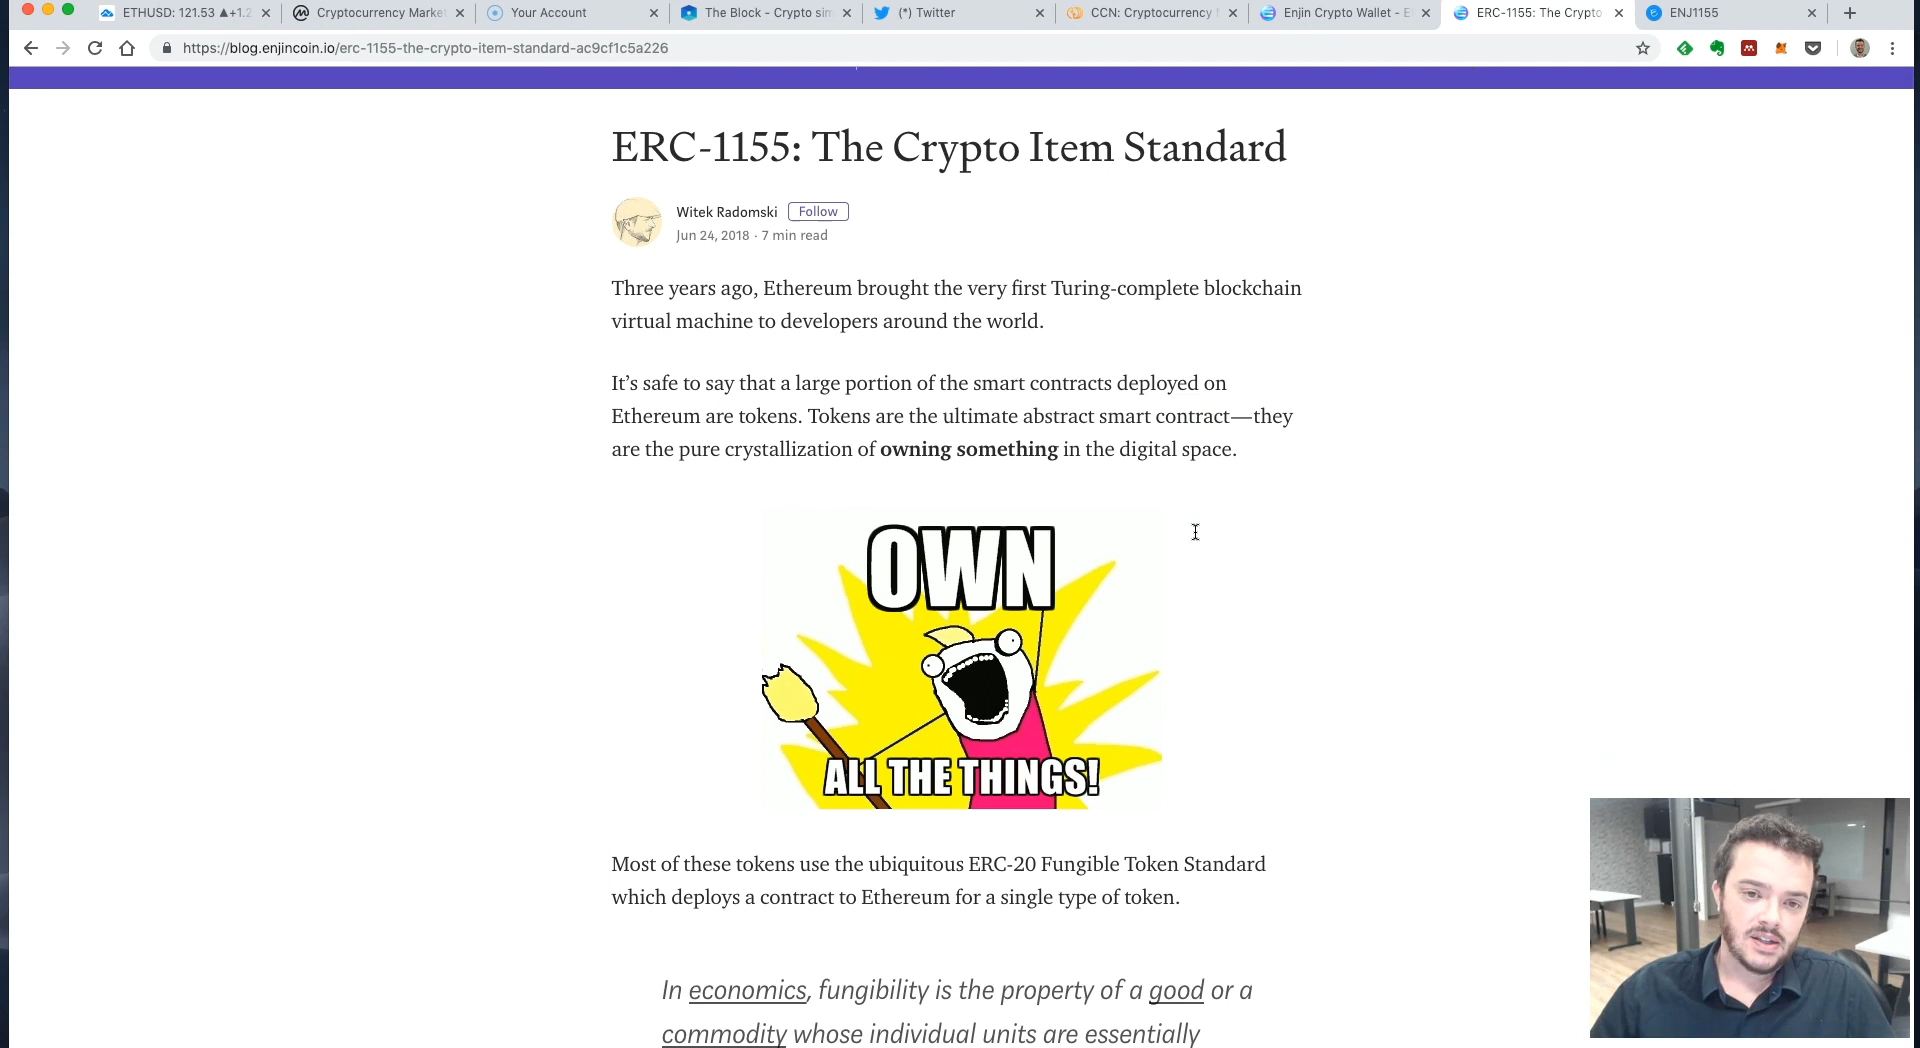 ETHUSD: 121.53 ▲+1.2
Cryptocurrency Marke
Your Account
The Block - Crypto sim
(*) Twitter
CCN: Cryptocurrency
Enjin Crypto Wallet - E
ERC-1155: The Crypto
ENJ1155
https://blog.enjincoin.io/erc-1155-the-crypto-item-standard-ac9cf1c5a226
ERC-1155: The Crypto Item Standard
Witek Radomski Follow
Jun 24, 2018 · 7 min read
Three years ago, Ethereum brought the very first Turing-complete blockchain
virtual machine to developers around the world.
It’s safe to say that a large portion of the smart contracts deployed on
Ethereum are tokens. Tokens are the ultimate abstract smart contract—they
are the pure crystallization of owning something in the digital space.
OWN
ALL THE THINGS!
Most of these tokens use the ubiquitous ERC-20 Fungible Token Standard
which deploys a contract to Ethereum for a single type of token.
In economics, fungibility is the property of a good or a
commodity whose individual units are essentially